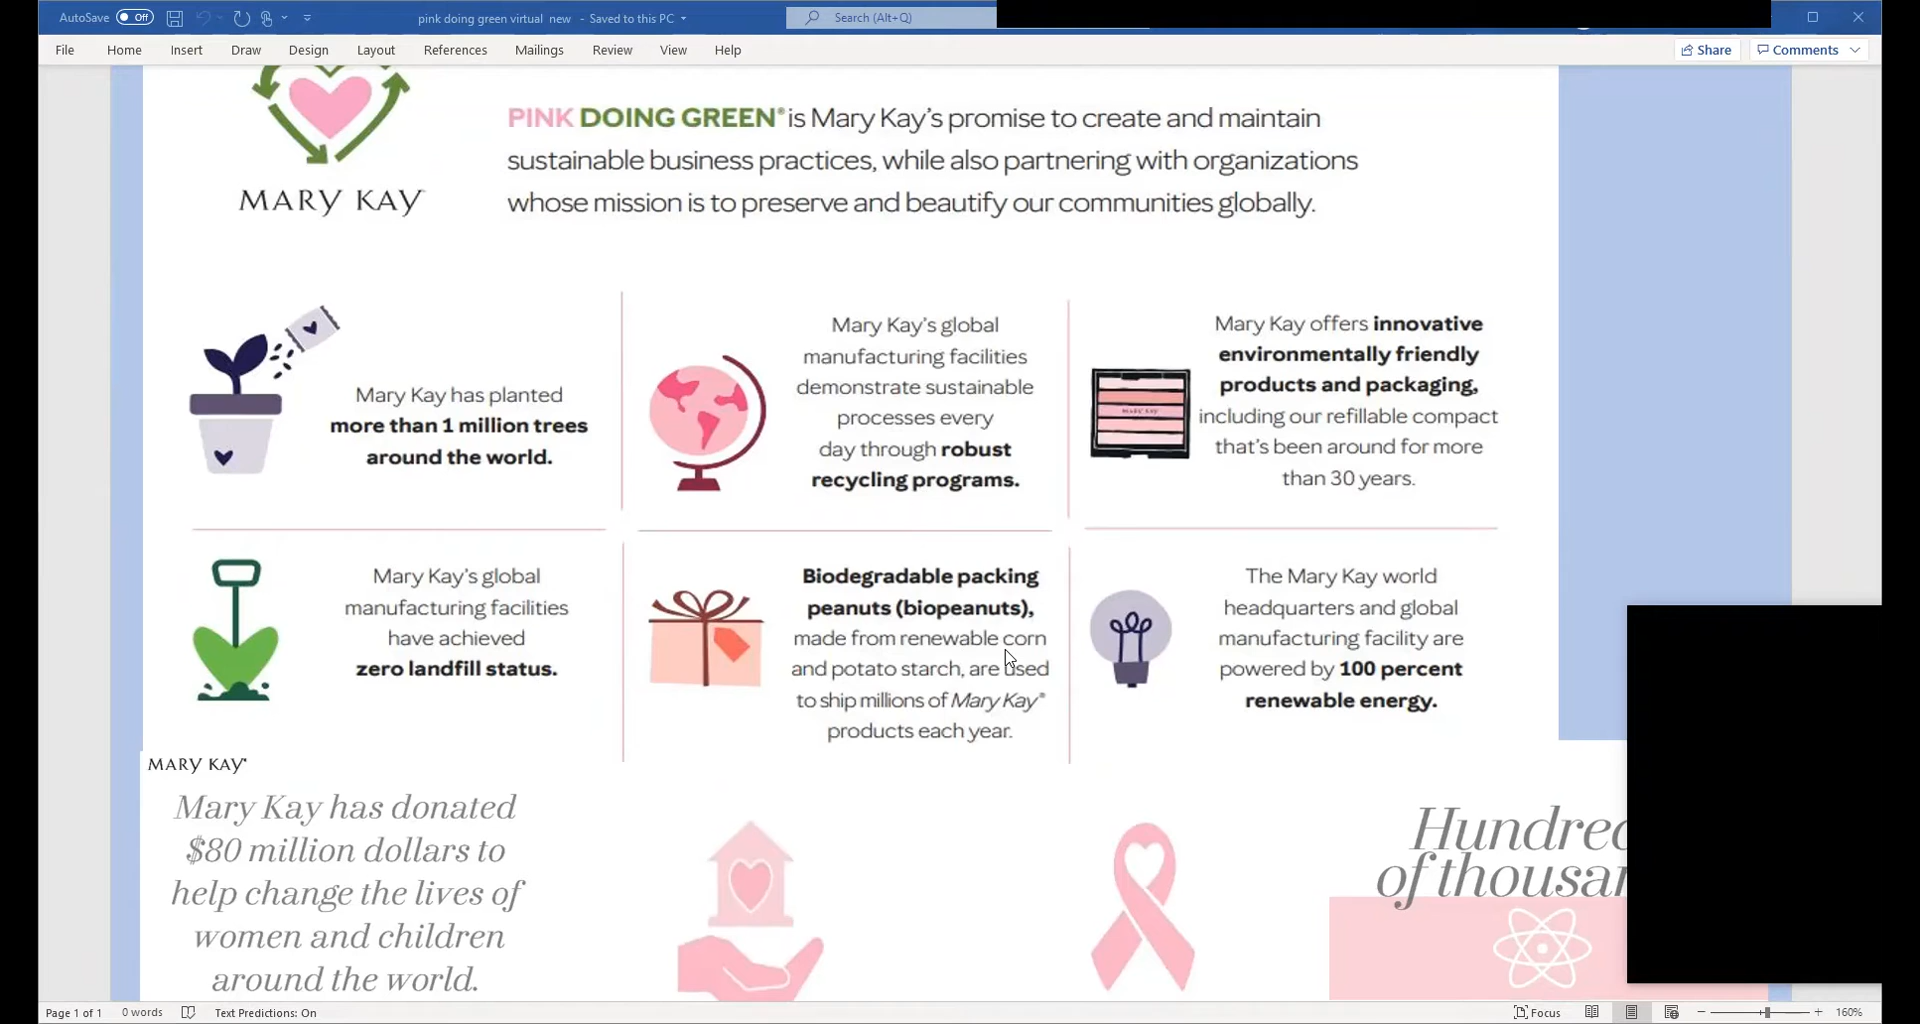 AutoSave Off
pink doing green virtual new - Saved to this PC
Search (Alt+Q)
File Home Insert Draw Design Layout References Mailings Review View Help
Share Comments
PINK DOING GREEN® is Mary Kay's promise to create and maintain
sustainable business practices, while also partnering with organizations
whose mission is to preserve and beautify our communities globally.
MARY KAY
Mary Kay has planted
more than 1 million trees
around the world.
Mary Kay's global
manufacturing facilities
demonstrate sustainable
processes every
day through robust
recycling programs.
MARY KAY
Mary Kay offers innovative
environmentally friendly
products and packaging,
including our refillable compact
that's been around for more
than 30 years.
Mary Kay's global
manufacturing facilities
have achieved
zero landfill status.
Biodegradable packing
peanuts (biopeanuts),
made from renewable corn
and potato starch, are used
to ship millions of Mary Kay®
products each year.
The Mary Kay world
headquarters and global
manufacturing facility are
powered by 100 percent
renewable energy.
MARY KAY®
Mary Kay has donated
$80 million dollars to
help change the lives of
women and children
around the world.
Page 1 of 1 0 words Text Predictions: On
Focus 160%